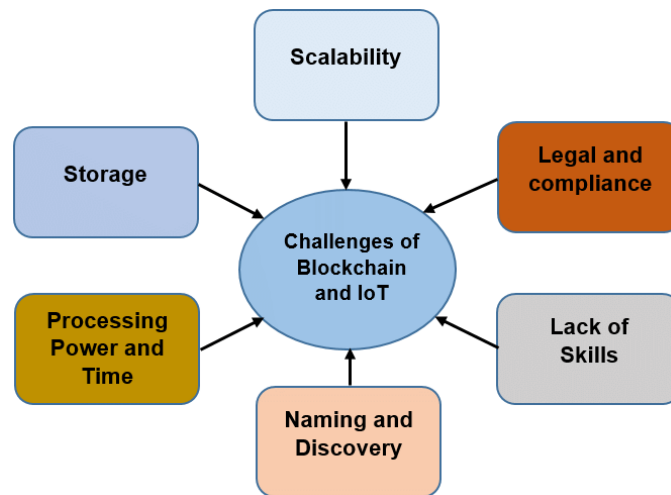 Scalability
Storage
Legal and
compliance
Challenges of
Blockchain
and IoT
Processing
Power and
Time
Lack of
Skills
Naming and
Discovery